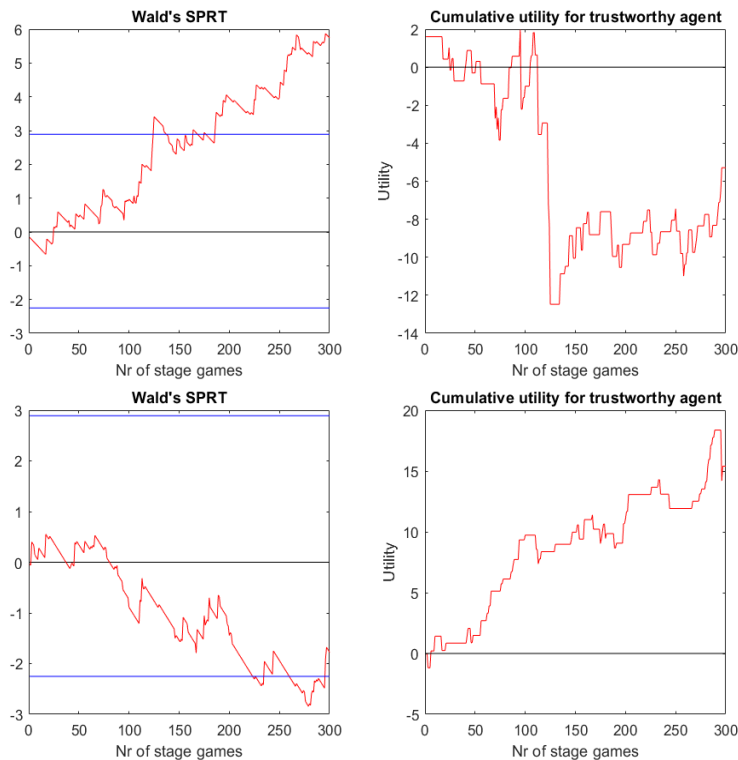 Wald's SPRT
6
5
4
3
2
1
0
-1
-2
-3
0 50 100 150 200 250 300
Nr of stage games
Cumulative utility for trustworthy agent
2
0
-2
-4
-6
-8
-10
-12
-14
Utility
0 50 100 150 200 250 300
Nr of stage games
Wald's SPRT
3
2
1
0
-1
-2
-3
0 50 100 150 200 250 300
Nr of stage games
Cumulative utility for trustworthy agent
20
15
10
5
0
-5
Utility
0 50 100 150 200 250 300
Nr of stage games